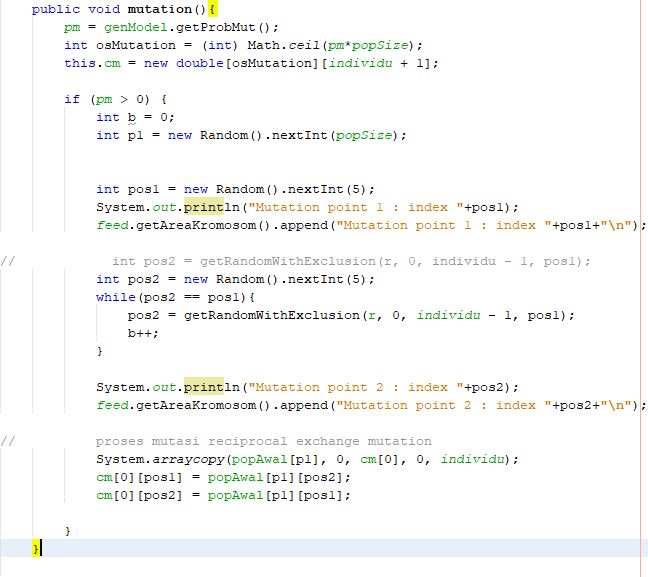 public void mutation(){
pm = genModel.getProbMut();
int osMutation = (int) Math.ceil(pm*popSize);
this.cm = new double[osMutation][individu + 1];
if (pm > 0) {
int b = 0;
int p1 = new Random().nextInt(popSize);
int pos1 = new Random().nextInt(5);
System.out.println("Mutation point 1 : index "+pos1);
feed.getAreaKromosom().append("Mutation point 1 : index "+pos1+"\n");
// int pos2 = getRandomWithExclusion(r, 0, individu - 1, pos1);
int pos2 = new Random().nextInt(5);
while(pos2 == pos1){
pos2 = getRandomWithExclusion(r, 0, individu - 1, pos1);
b++;
}
System.out.println("Mutation point 2 : index "+pos2);
feed.getAreaKromosom().append("Mutation point 2 : index "+pos2+"\n");
// proses mutasi reciprocal exchange mutation
System.arraycopy(popAwal[p1], 0, cm[0], 0, individu);
cm[0][pos1] = popAwal[p1][pos2];
cm[0][pos2] = popAwal[p1][pos1];
}
}